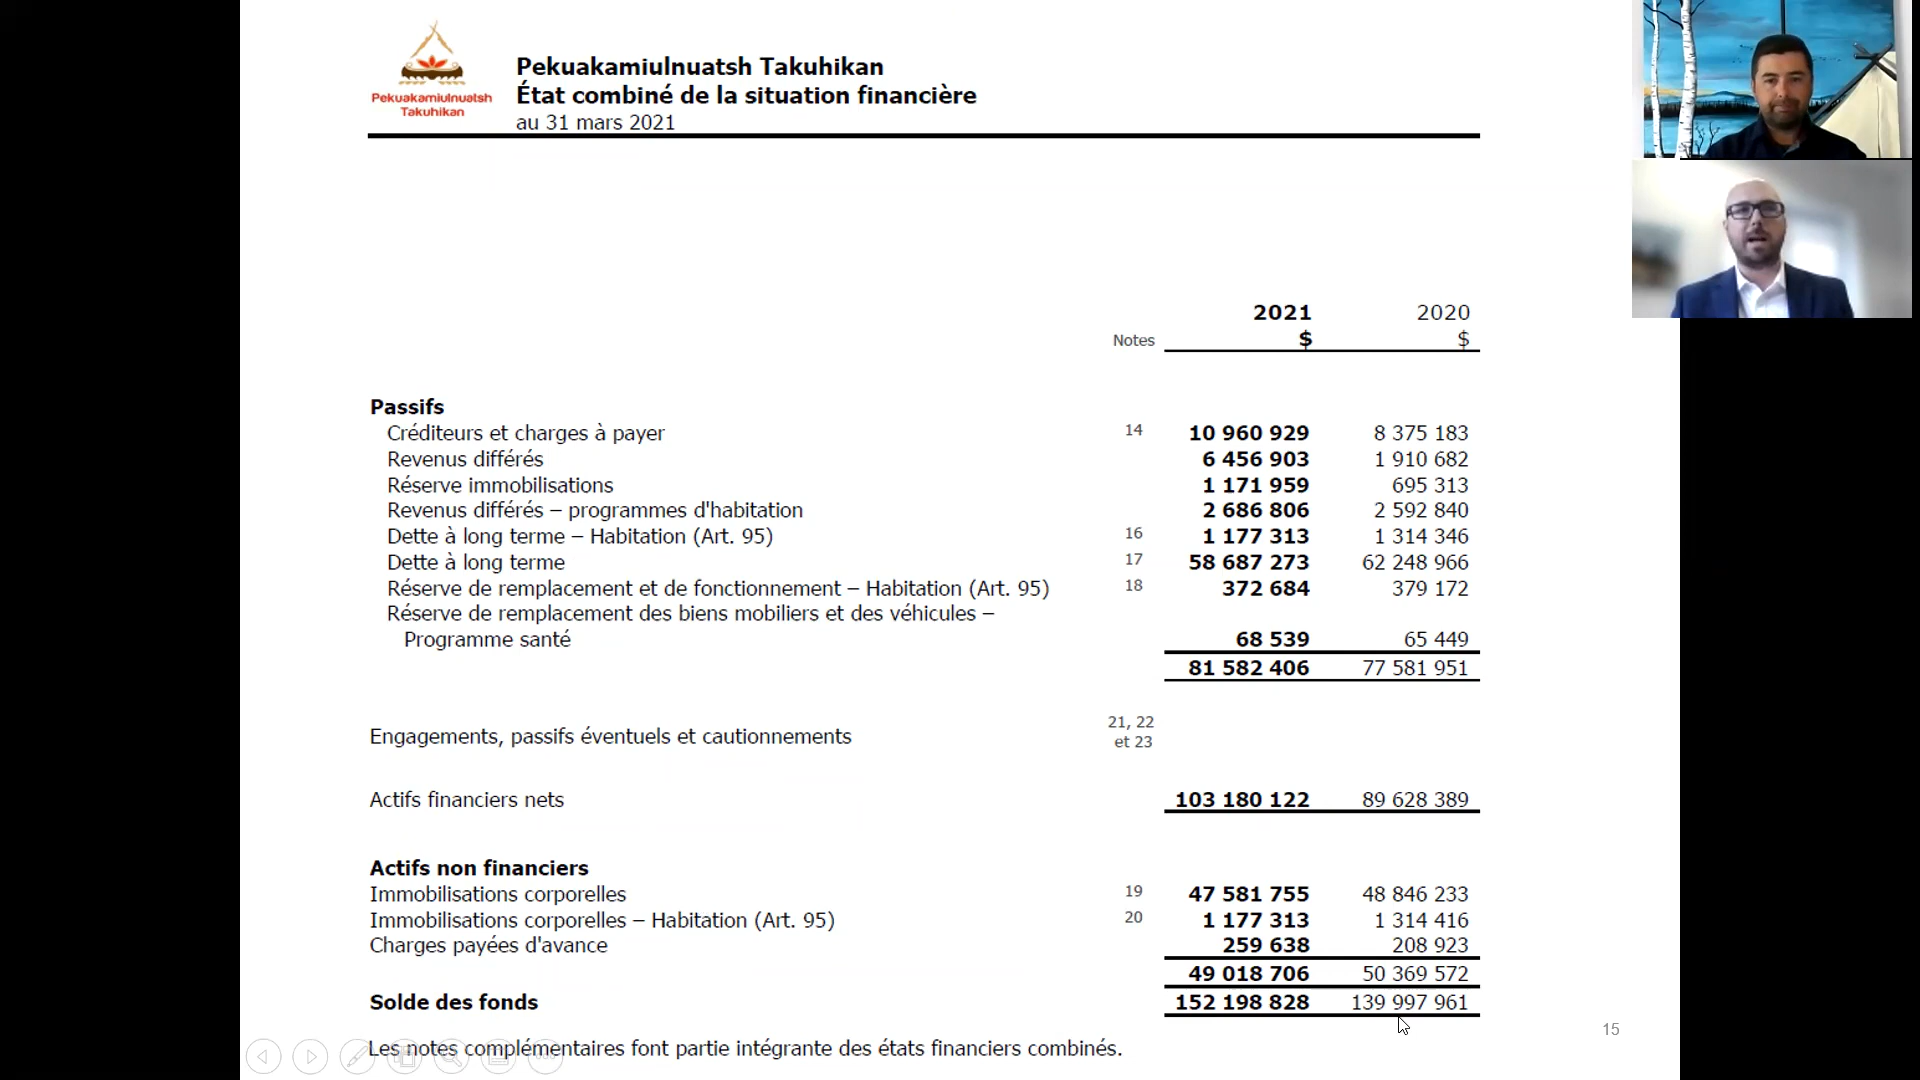 Pekuakamiulnuatsh
Takuhikan
Pekuakamiulnuatsh Takuhikan
État combiné de la situation financière
au 31 mars 2021
2021 2020
Notes $ $
Passifs
Créditeurs et charges à payer 14 10 960 929 8 375 183
Revenus différés 6 456 903 1 910 682
Réserve immobilisations 1 171 959 695 313
Revenus différés – programmes d'habitation 2 686 806 2 592 840
Dette à long terme – Habitation (Art. 95) 16 1 177 313 1 314 346
Dette à long terme 17 58 687 273 62 248 966
Réserve de remplacement et de fonctionnement – Habitation (Art. 95) 18 372 684 379 172
Réserve de remplacement des biens mobiliers et des véhicules –
Programme santé 68 539 65 449
81 582 406 77 581 951
21, 22
Engagements, passifs éventuels et cautionnements et 23
Actifs financiers nets 103 180 122 89 628 389
Actifs non financiers
Immobilisations corporelles 19 47 581 755 48 846 233
Immobilisations corporelles – Habitation (Art. 95) 20 1 177 313 1 314 416
Charges payées d'avance 259 638 208 923
49 018 706 50 369 572
Solde des fonds 152 198 828 139 997 961
15
Les notes complémentaires font partie intégrante des états financiers combinés.